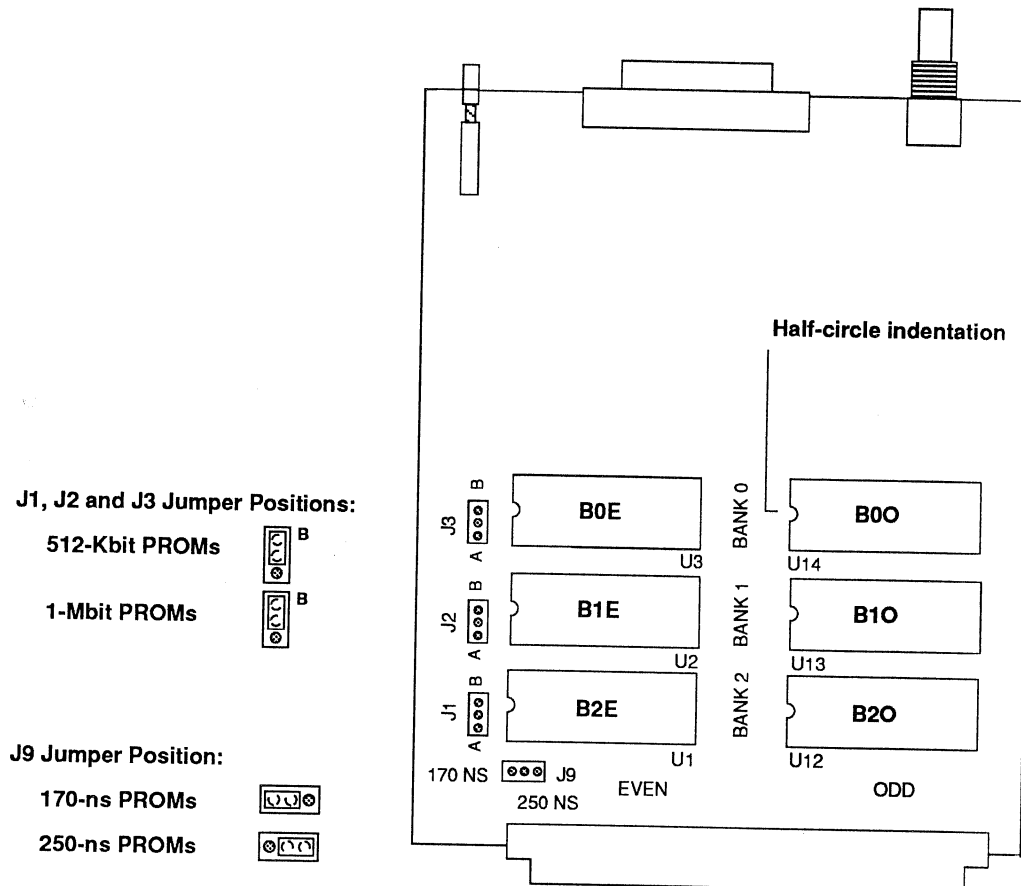 Half-circle indentation
J1, J2 and J3 Jumper Positions:
512-Kbit PROMs
B
1-Mbit PROMs
B
J9 Jumper Position:
170-ns PROMs
250-ns PROMs
B
J3
A
B0E
U3
BANK 0
B0O
U14
B
J2
A
B1E
U2
BANK 1
B1O
U13
B
J1
A
B2E
U1
BANK 2
B2O
U12
170 NS
J9
250 NS
EVEN
ODD